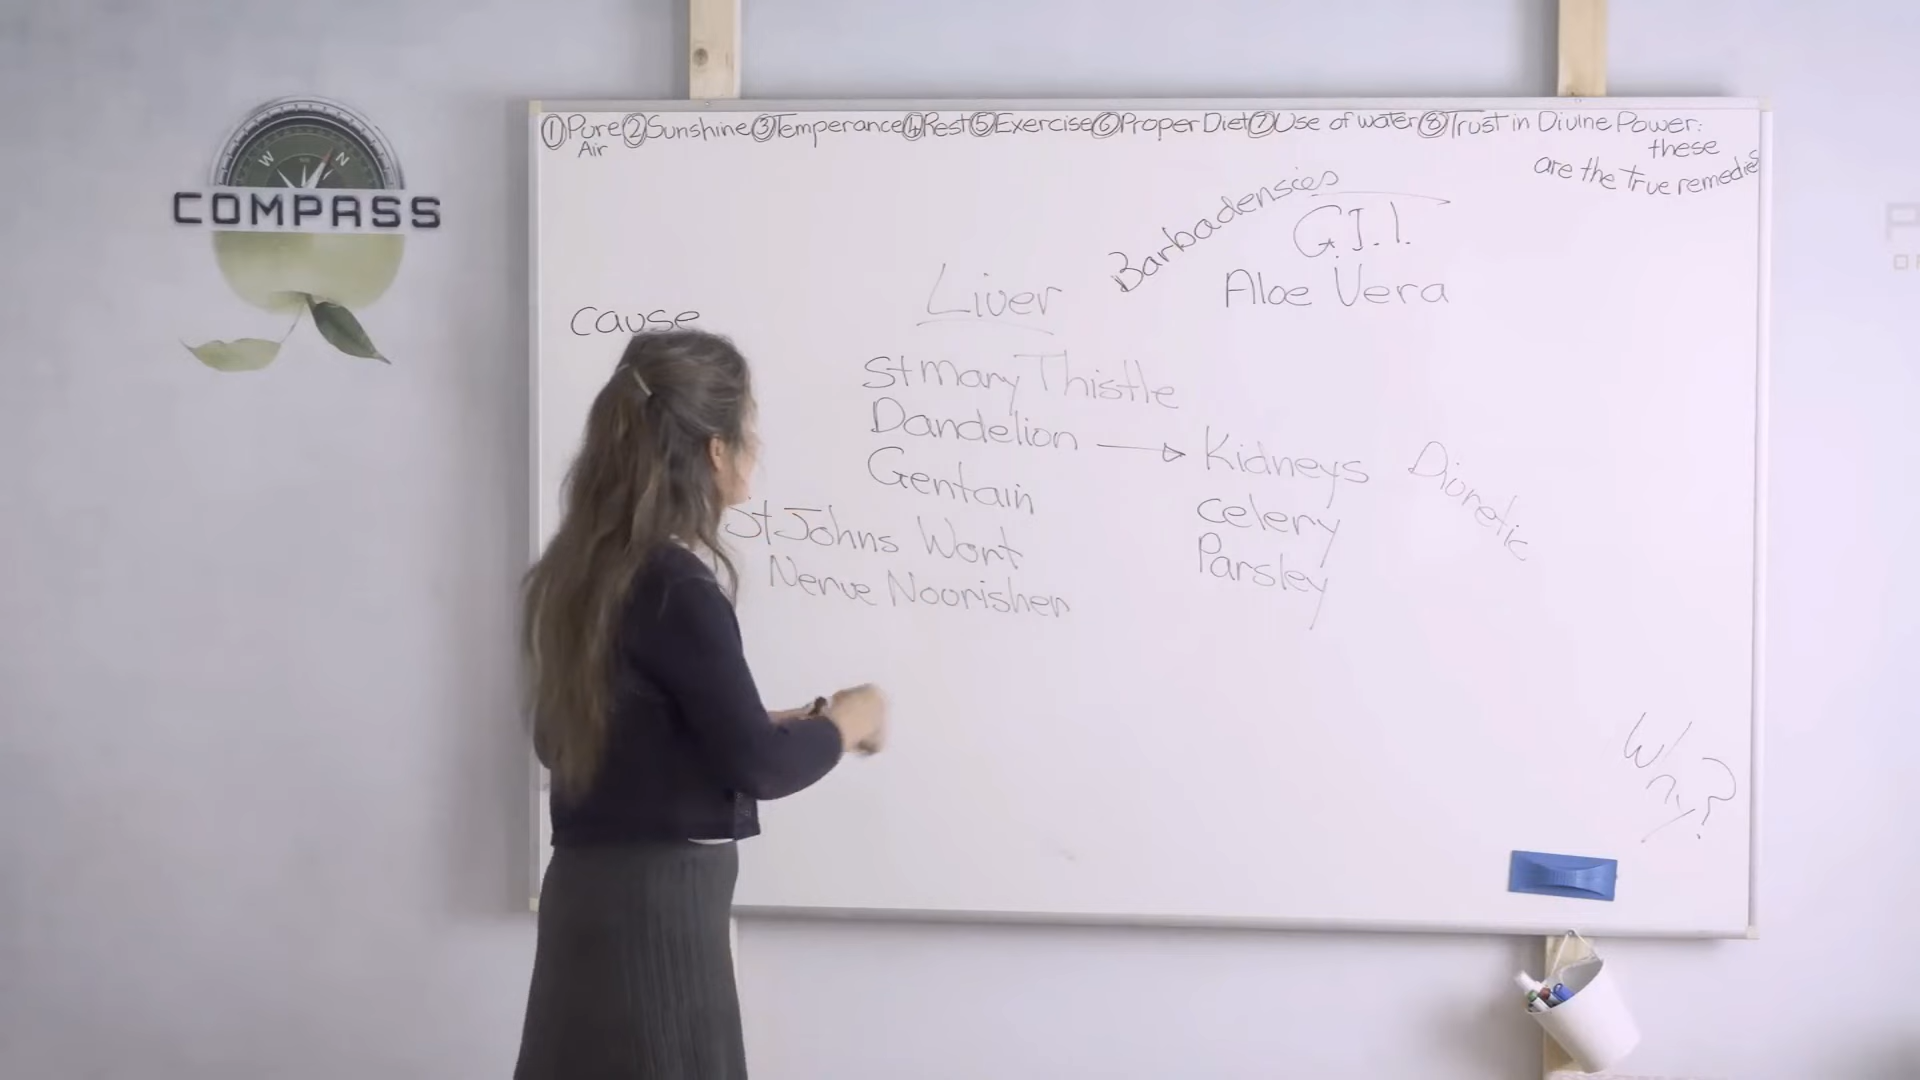 ①Pure ②Sunshine ③Temperance ④Rest ⑤Exercise ⑥Proper Diet ⑦Use of water ⑧Trust in Divine Power:
Air
these
are the true remedies
W N
COMPASS
Barbadensies
G.I.I.
Aloe Vera
Liver
Cause
St Mary Thistle
Dandelion → Kidneys Diuretic
Gentain
Celery
St Johns Wort
Parsley
Nerve Noorisher
Why?